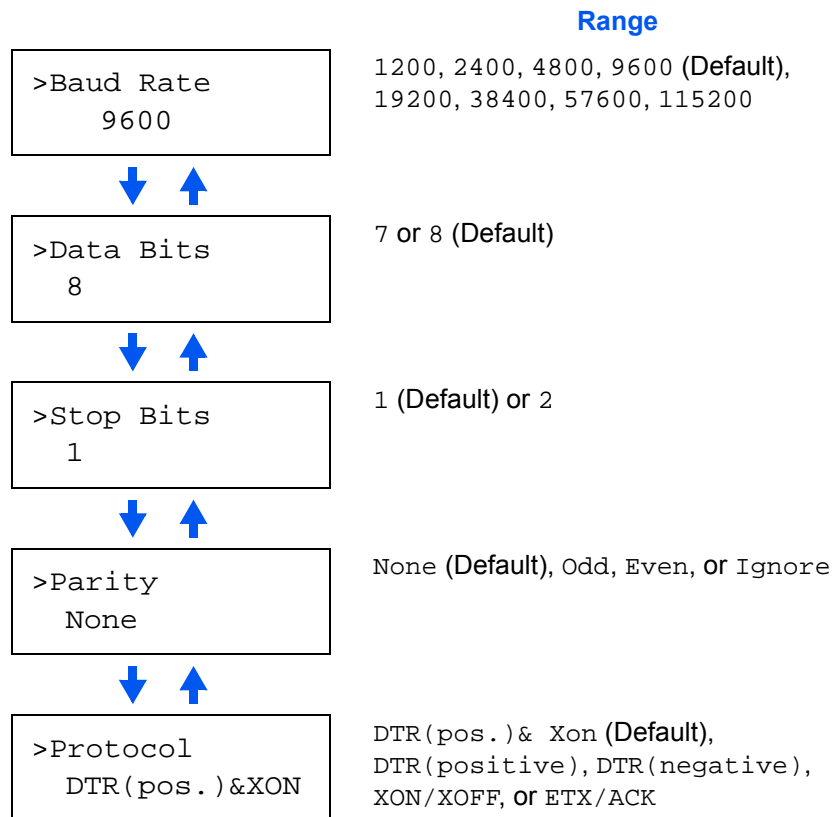 Range
>Baud Rate
9600
1200, 2400, 4800, 9600 (Default),
19200, 38400, 57600, 115200
>Data Bits
8
7 or 8 (Default)
>Stop Bits
1
1 (Default) or 2
>Parity
None
None (Default), Odd, Even, or Ignore
>Protocol
DTR(pos.)&XON
DTR(pos.)& Xon (Default),
DTR(positive), DTR(negative),
XON/XOFF, or ETX/ACK